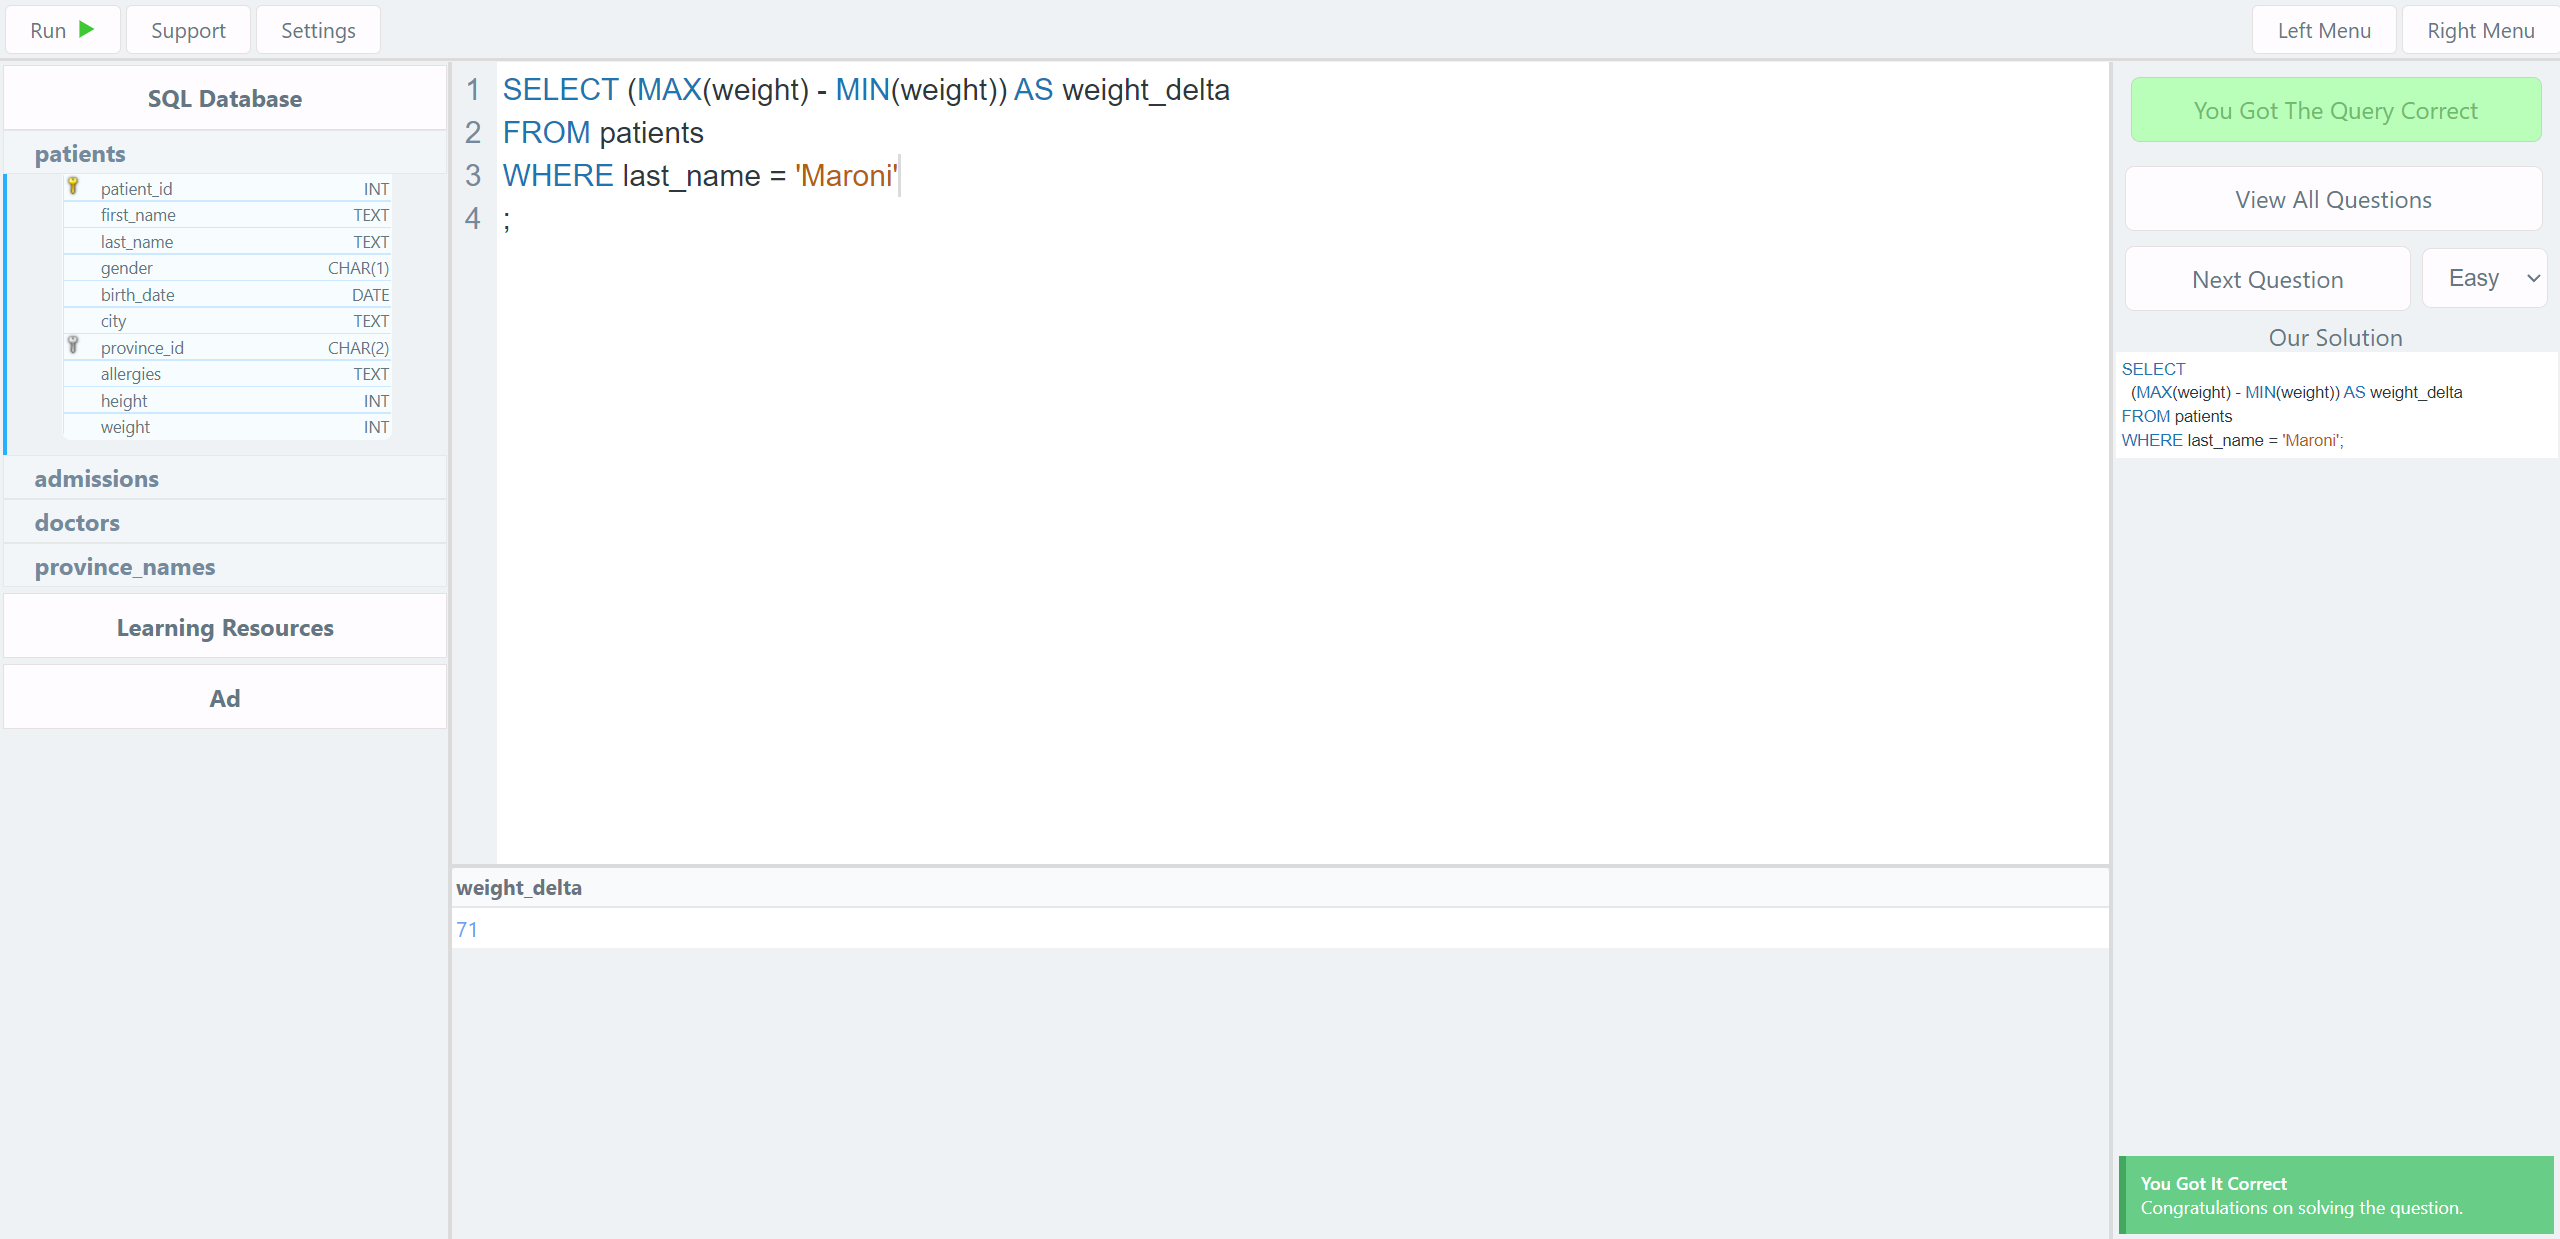 Run Support Settings Left Menu Right Menu
SQL Database
patients
patient_id INT
first_name TEXT
last_name TEXT
gender CHAR(1)
birth_date DATE
city TEXT
province_id CHAR(2)
allergies TEXT
height INT
weight INT
admissions
doctors
province_names
Learning Resources
Ad
1 SELECT (MAX(weight) - MIN(weight)) AS weight_delta
2 FROM patients
3 WHERE last_name = 'Maroni'
4 ;
weight_delta
71
You Got The Query Correct
View All Questions
Next Question Easy
Our Solution
SELECT
(MAX(weight) - MIN(weight)) AS weight_delta
FROM patients
WHERE last_name = 'Maroni';
You Got It Correct
Congratulations on solving the question.